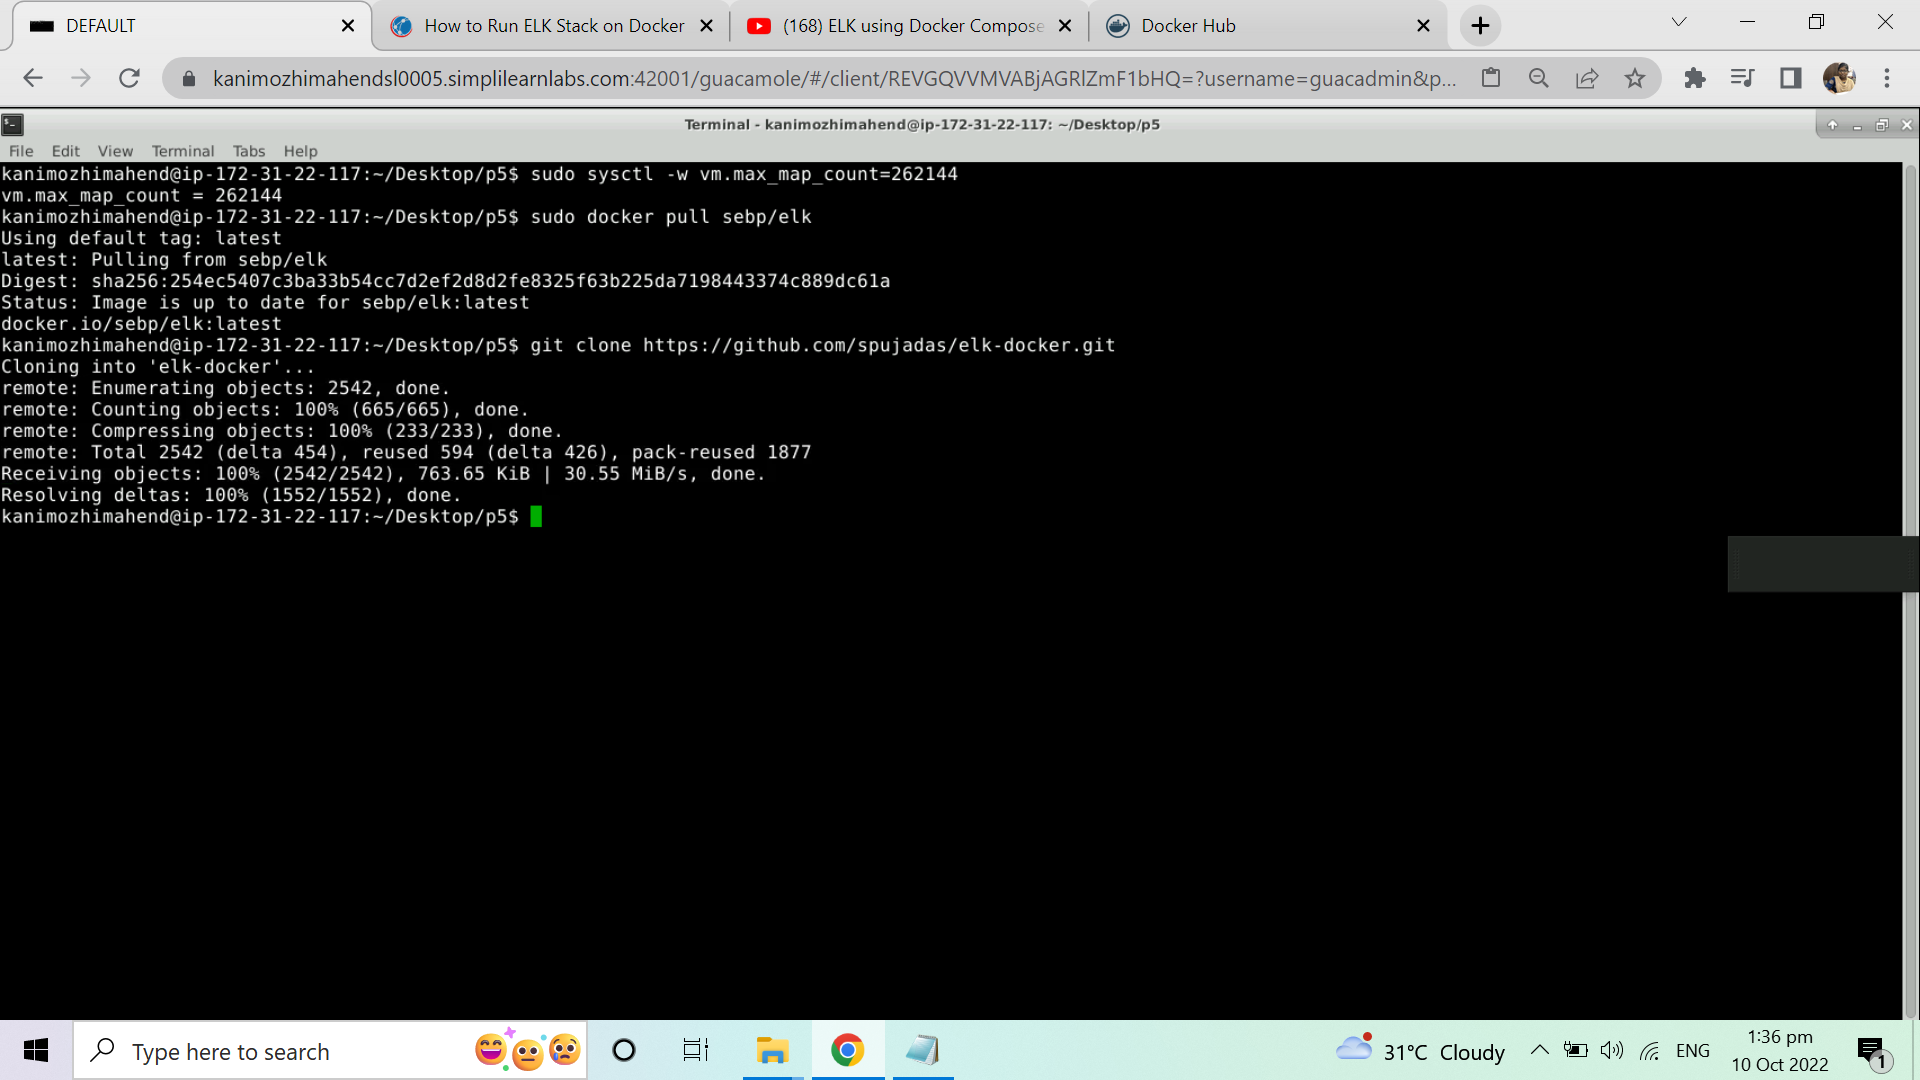 DEFAULT
How to Run ELK Stack on Docker
(168) ELK using Docker Compose
Docker Hub
kanimozhimahendsl0005.simplilearnlabs.com:42001/guacamole/#/client/REVGQVVMVABjAGRlZmF1bHQ=?username=guacadmin&p...
Terminal - kanimozhimahend@ip-172-31-22-117: ~/Desktop/p5
File Edit View Terminal Tabs Help
kanimozhimahend@ip-172-31-22-117:~/Desktop/p5$ sudo sysctl -w vm.max_map_count=262144
vm.max_map_count = 262144
kanimozhimahend@ip-172-31-22-117:~/Desktop/p5$ sudo docker pull sebp/elk
Using default tag: latest
latest: Pulling from sebp/elk
Digest: sha256:254ec5407c3ba33b54cc7d2ef2d8d2fe8325f63b225da7198443374c889dc61a
Status: Image is up to date for sebp/elk:latest
docker.io/sebp/elk:latest
kanimozhimahend@ip-172-31-22-117:~/Desktop/p5$ git clone https://github.com/spujadas/elk-docker.git
Cloning into 'elk-docker'...
remote: Enumerating objects: 2542, done.
remote: Counting objects: 100% (665/665), done.
remote: Compressing objects: 100% (233/233), done.
remote: Total 2542 (delta 454), reused 594 (delta 426), pack-reused 1877
Receiving objects: 100% (2542/2542), 763.65 KiB | 30.55 MiB/s, done.
Resolving deltas: 100% (1552/1552), done.
kanimozhimahend@ip-172-31-22-117:~/Desktop/p5$
Type here to search
31°C Cloudy
ENG
1:36 pm
10 Oct 2022
1